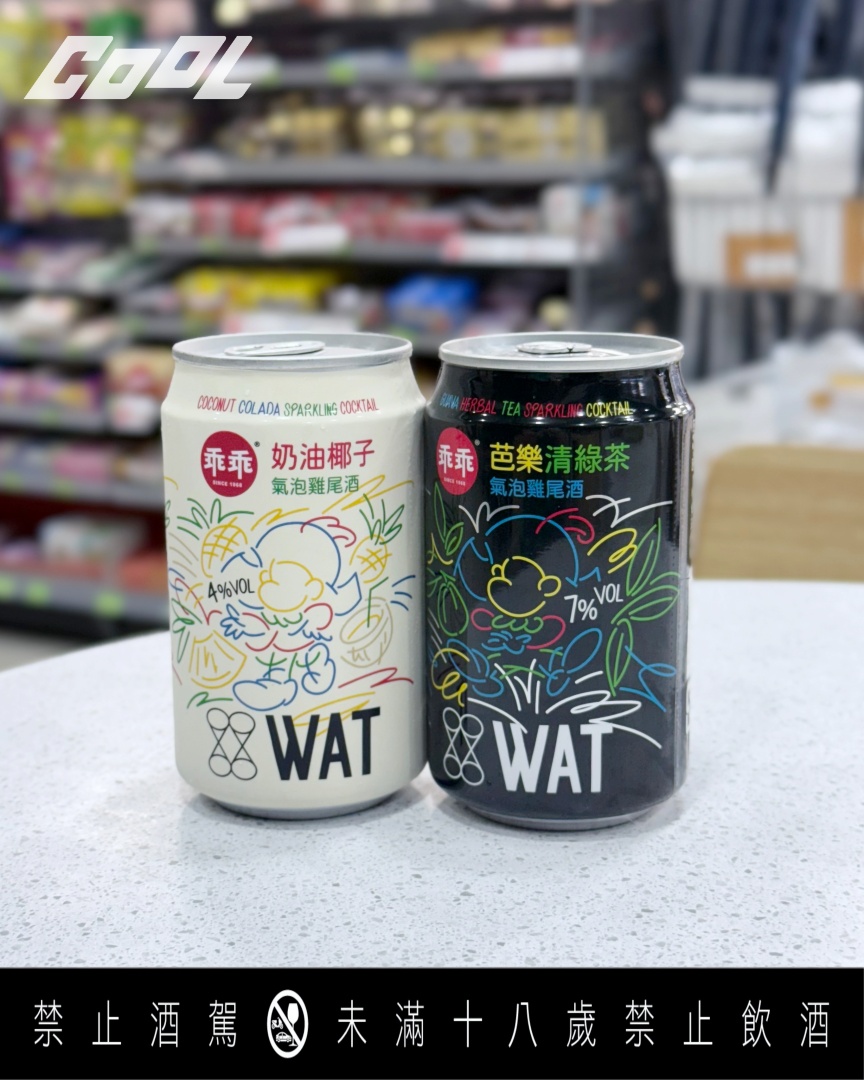 COOL
COCONUT COLADA SPARKLING COCKTAIL
乖乖®
SINCE 1968
奶油椰子
氣泡雞尾酒
4%VOL
WAT
GUAVA HERBAL TEA SPARKLING COCKTAIL
乖乖®
SINCE 1968
芭樂清綠茶
氣泡雞尾酒
7%VOL
WAT
禁止酒駕 未滿十八歲禁止飲酒